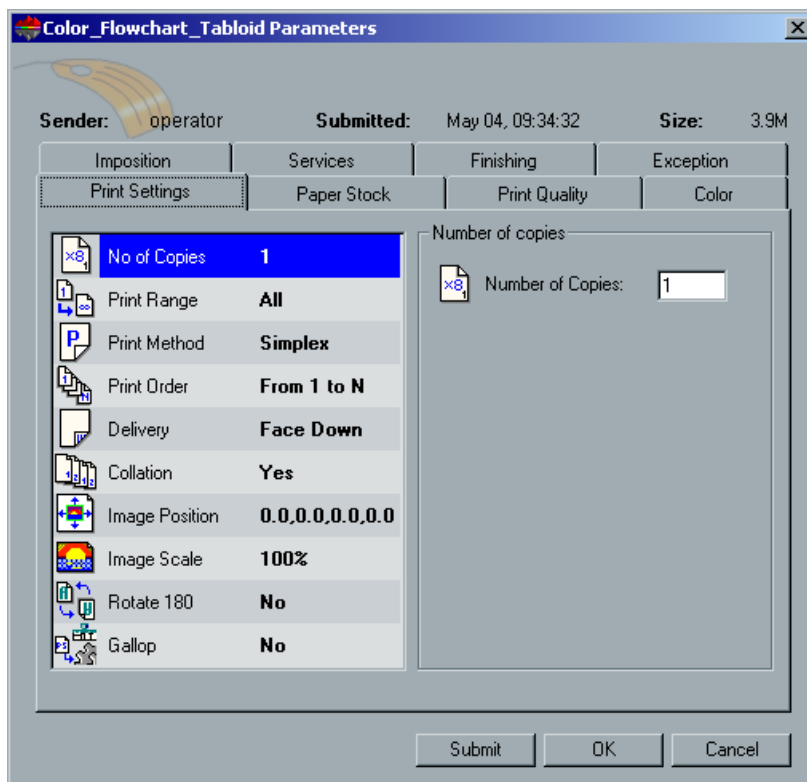 Color_Flowchart_Tabloid Parameters
Sender: operator Submitted: May 04, 09:34:32 Size: 3.9M
Imposition Services Finishing Exception
Print Settings Paper Stock Print Quality Color
No of Copies 1
Print Range All
Print Method Simplex
Print Order From 1 to N
Delivery Face Down
Collation Yes
Image Position 0.0,0.0,0.0,0.0
Image Scale 100%
Rotate 180 No
Gallop No
Number of copies
×8 Number of Copies: 1
Submit OK Cancel